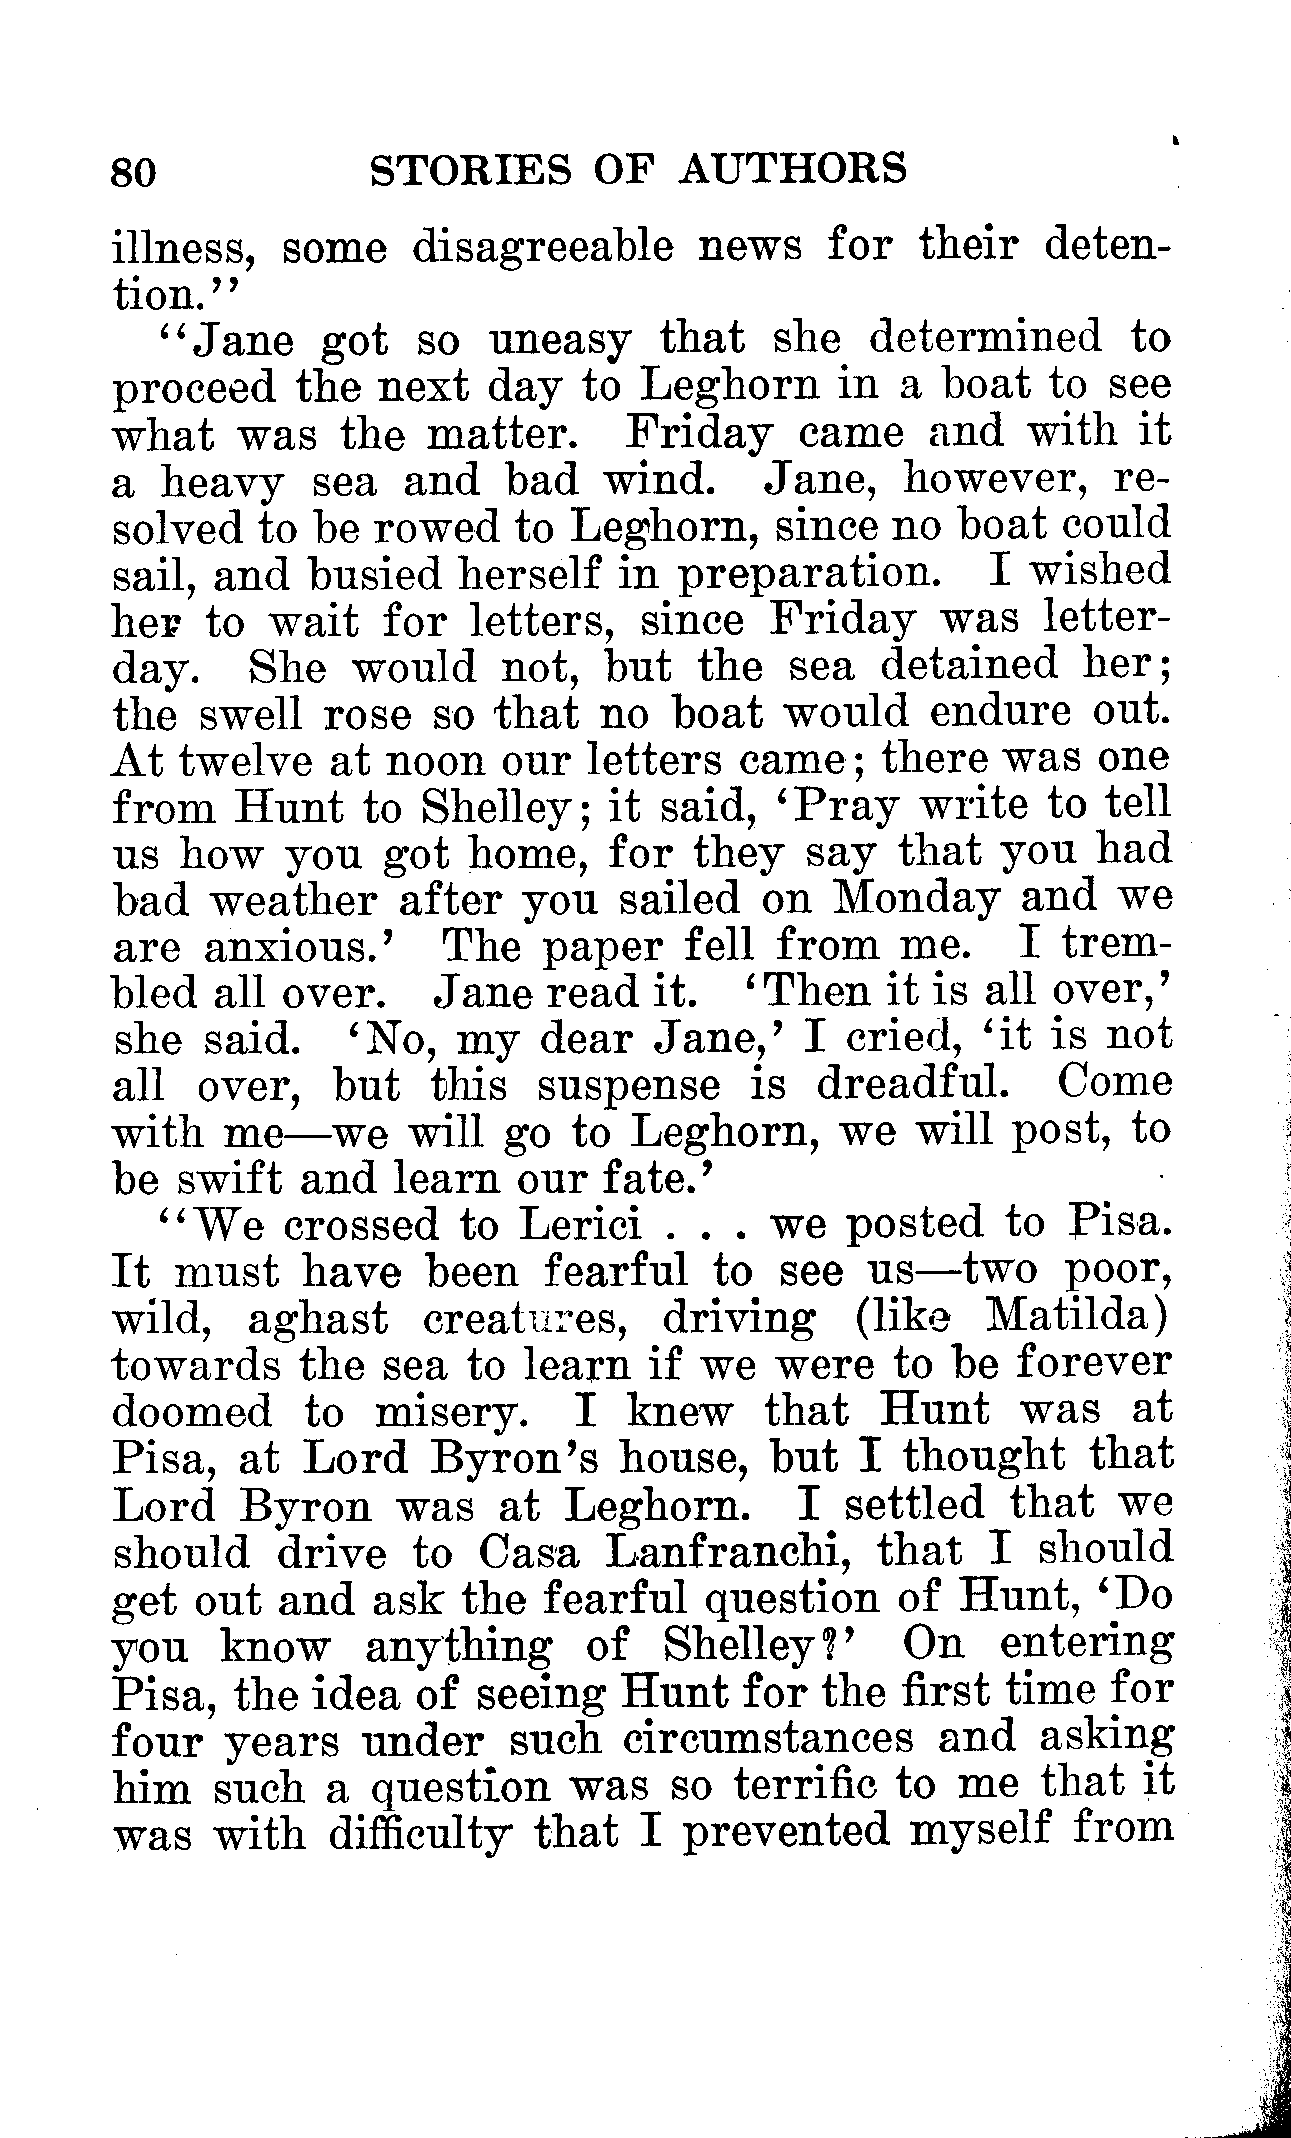 80 STORIES OF AUTHORS
illness, some disagreeable news for their deten-
tion."
"Jane got so uneasy that she determined to
proceed the next day to Leghorn in a boat to see
what was the matter. Friday came and with it
a heavy sea and bad wind. Jane, however, re-
solved to be rowed to Leghorn, since no boat could
sail, and busied herself in preparation. I wished
her to wait for letters, since Friday was letter-
day. She would not, but the sea detained her;
the swell rose so that no boat would endure out.
At twelve at noon our letters came; there was one
from Hunt to Shelley; it said, 'Pray write to tell
us how you got home, for they say that you had
bad weather after you sailed on Monday and we
are anxious.' The paper fell from me. I trem-
bled all over. Jane read it. 'Then it is all over,'
she said. 'No, my dear Jane,' I cried, 'it is not
all over, but this suspense is dreadful. Come
with me—we will go to Leghorn, we will post, to
be swift and learn our fate.'
"We crossed to Lerici . . . we posted to Pisa.
It must have been fearful to see us—two poor,
wild, aghast creatures, driving (like Matilda)
towards the sea to learn if we were to be forever
doomed to misery. I knew that Hunt was at
Pisa, at Lord Byron's house, but I thought that
Lord Byron was at Leghorn. I settled that we
should drive to Casa Lanfranchi, that I should
get out and ask the fearful question of Hunt, 'Do
you know anything of Shelley?' On entering
Pisa, the idea of seeing Hunt for the first time for
four years under such circumstances and asking
him such a question was so terrific to me that it
was with difficulty that I prevented myself from